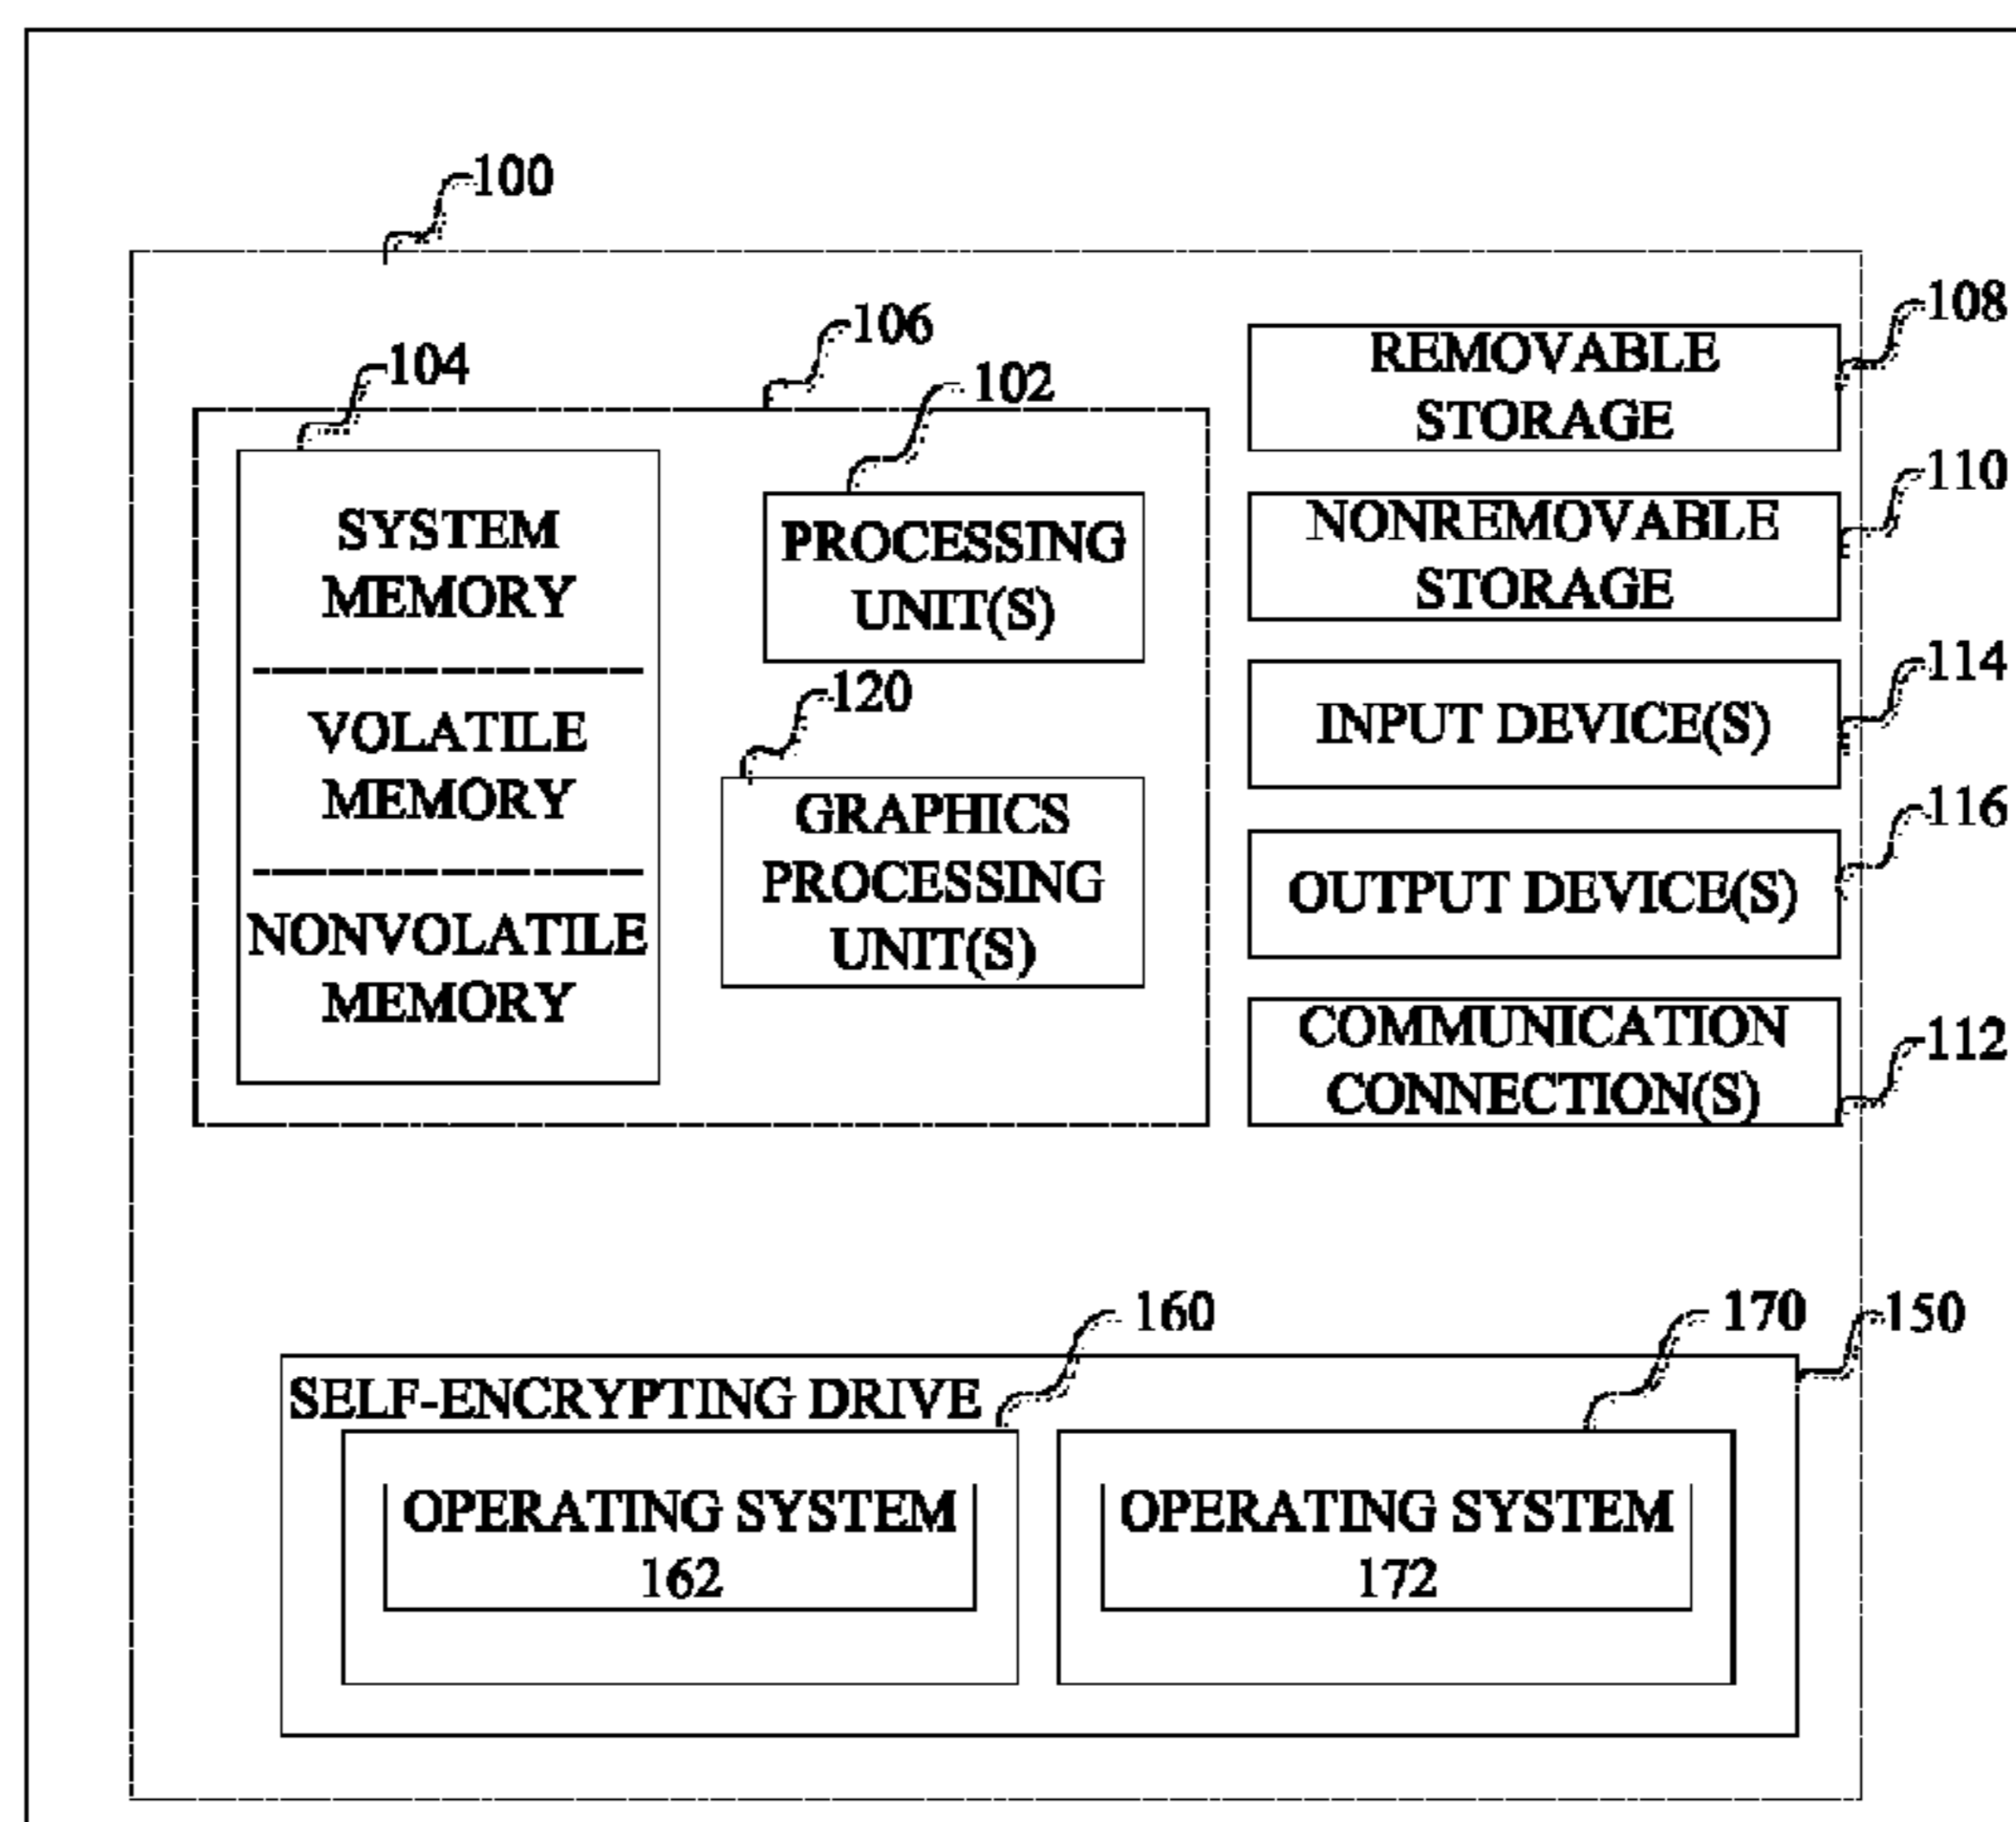 100
106
104
102
SYSTEM
MEMORY
VOLATILE
MEMORY
NONVOLATILE
MEMORY
PROCESSING
UNIT(S)
120
GRAPHICS
PROCESSING
UNIT(S)
108
REMOVABLE
STORAGE
110
NONREMOVABLE
STORAGE
114
INPUT DEVICE(S)
116
OUTPUT DEVICE(S)
112
COMMUNICATION
CONNECTION(S)
160
170
150
SELF-ENCRYPTING DRIVE
OPERATING SYSTEM
162
OPERATING SYSTEM
172